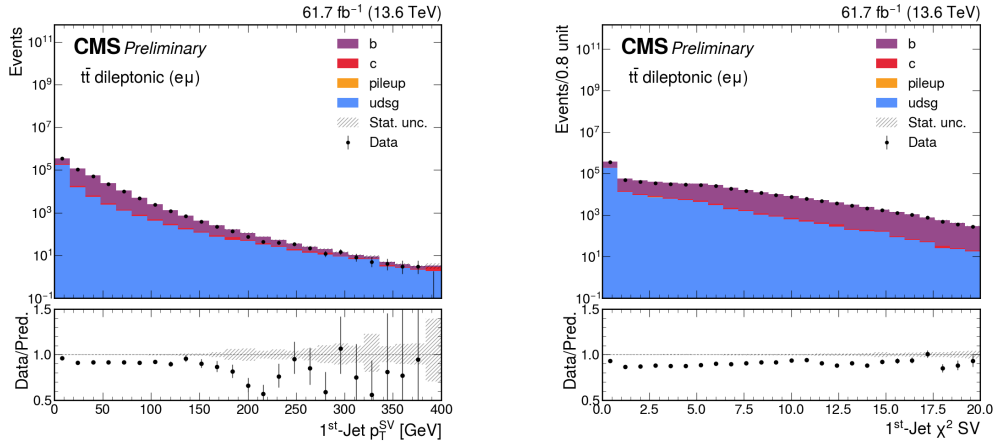 61.7 fb⁻¹ (13.6 TeV)
Events
CMS Preliminary
tt̄ dileptonic (eμ)
b
c
pileup
udsg
Stat. unc.
Data
10¹¹
10⁹
10⁷
10⁵
10³
10¹
10⁻¹
Data/Pred.
1.5
1.0
0.5
0 50 100 150 200 250 300 350 400
1ˢᵗ-Jet p_T^SV [GeV]
61.7 fb⁻¹ (13.6 TeV)
Events/0.8 unit
CMS Preliminary
tt̄ dileptonic (eμ)
b
c
pileup
udsg
Stat. unc.
Data
10¹¹
10⁹
10⁷
10⁵
10³
10¹
10⁻¹
Data/Pred.
1.5
1.0
0.5
0.0 2.5 5.0 7.5 10.0 12.5 15.0 17.5 20.0
1ˢᵗ-Jet χ² SV